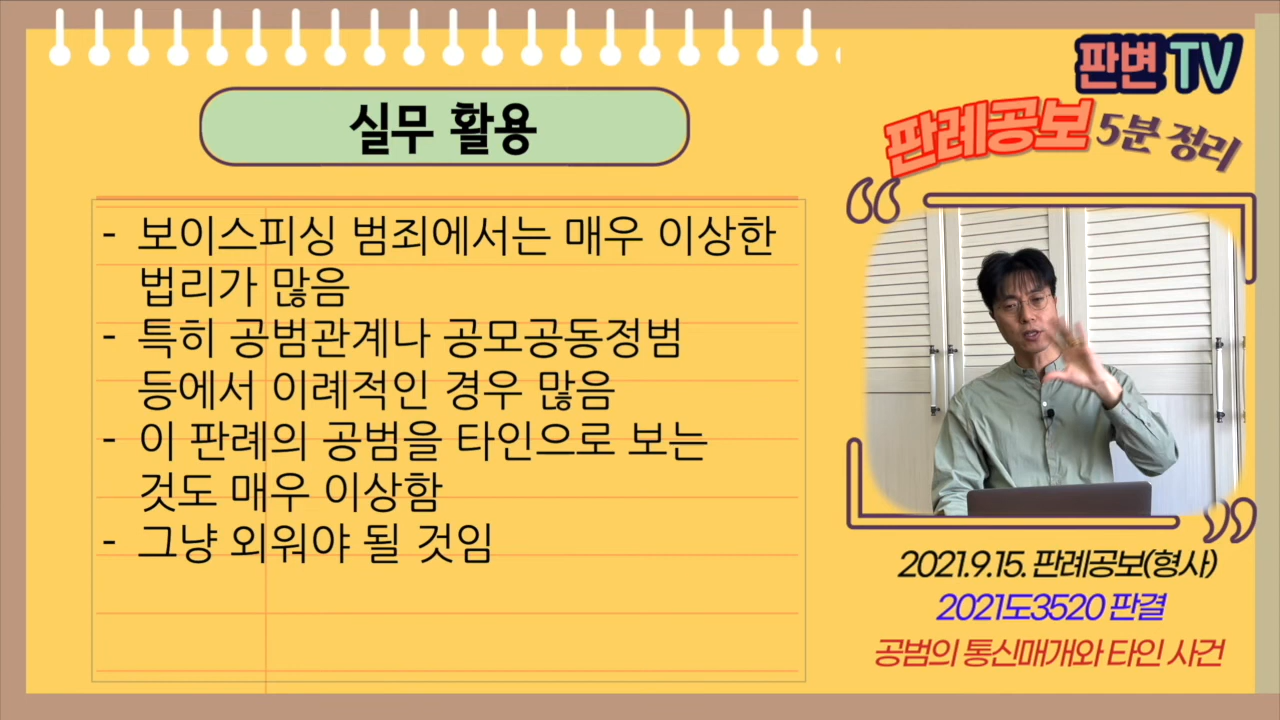 판변 TV
판례공보 5분 정리
실무 활용
- 보이스피싱 범죄에서는 매우 이상한
법리가 많음
- 특히 공범관계나 공모공동정범
등에서 이례적인 경우 많음
- 이 판례의 공범을 타인으로 보는
것도 매우 이상함
- 그냥 외워야 될 것임
2021.9.15. 판례공보(형사)
2021도3520 판결
공범의 통신매개와 타인 사건